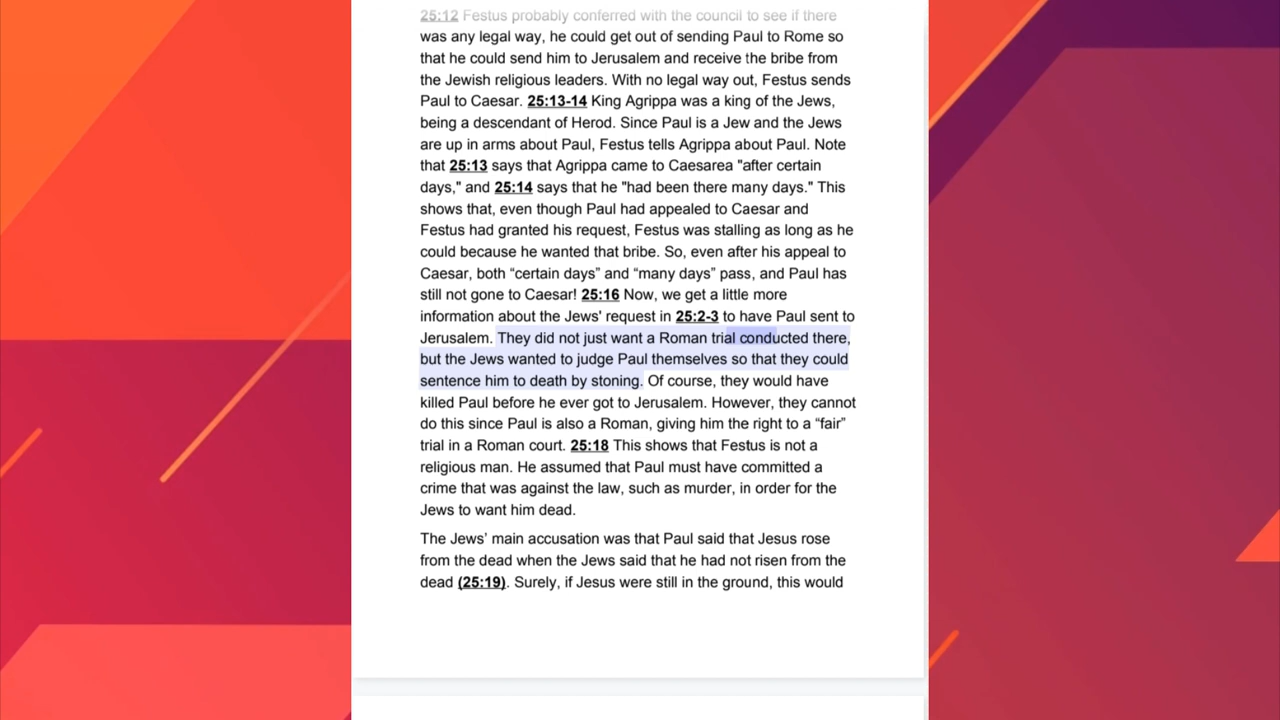 25:12 Festus probably conferred with the council to see if there
was any legal way, he could get out of sending Paul to Rome so
that he could send him to Jerusalem and receive the bribe from
the Jewish religious leaders. With no legal way out, Festus sends
Paul to Caesar. 25:13-14 King Agrippa was a king of the Jews,
being a descendant of Herod. Since Paul is a Jew and the Jews
are up in arms about Paul, Festus tells Agrippa about Paul. Note
that 25:13 says that Agrippa came to Caesarea "after certain
days," and 25:14 says that he "had been there many days." This
shows that, even though Paul had appealed to Caesar and
Festus had granted his request, Festus was stalling as long as he
could because he wanted that bribe. So, even after his appeal to
Caesar, both “certain days” and “many days” pass, and Paul has
still not gone to Caesar! 25:16 Now, we get a little more
information about the Jews' request in 25:2-3 to have Paul sent to
Jerusalem. They did not just want a Roman trial conducted there,
but the Jews wanted to judge Paul themselves so that they could
sentence him to death by stoning. Of course, they would have
killed Paul before he ever got to Jerusalem. However, they cannot
do this since Paul is also a Roman, giving him the right to a “fair”
trial in a Roman court. 25:18 This shows that Festus is not a
religious man. He assumed that Paul must have committed a
crime that was against the law, such as murder, in order for the
Jews to want him dead.
The Jews’ main accusation was that Paul said that Jesus rose
from the dead when the Jews said that he had not risen from the
dead (25:19). Surely, if Jesus were still in the ground, this would